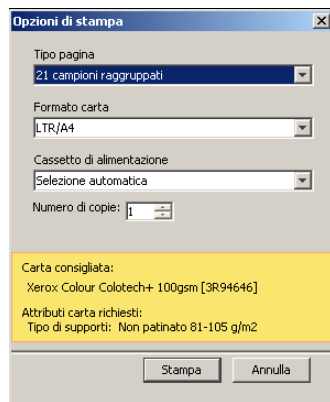 Opzioni di stampa
Tipo pagina
21 campioni raggruppati
Formato carta
LTR/A4
Cassetto di alimentazione
Selezione automatica
Numero di copie: 1
Carta consigliata:
Xerox Colour Colotech+ 100gsm [3R94646]
Attributi carta richiesti:
Tipo di supporti: Non patinato 81-105 g/m2
Stampa Annulla